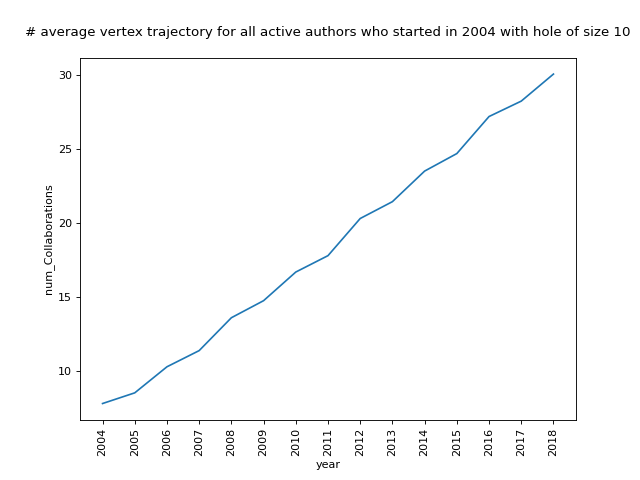 # average vertex trajectory for all active authors who started in 2004 with hole of size 10
30
25
20
15
10
num_Collaborations
2004 2005 2006 2007 2008 2009 2010 2011 2012 2013 2014 2015 2016 2017 2018
year